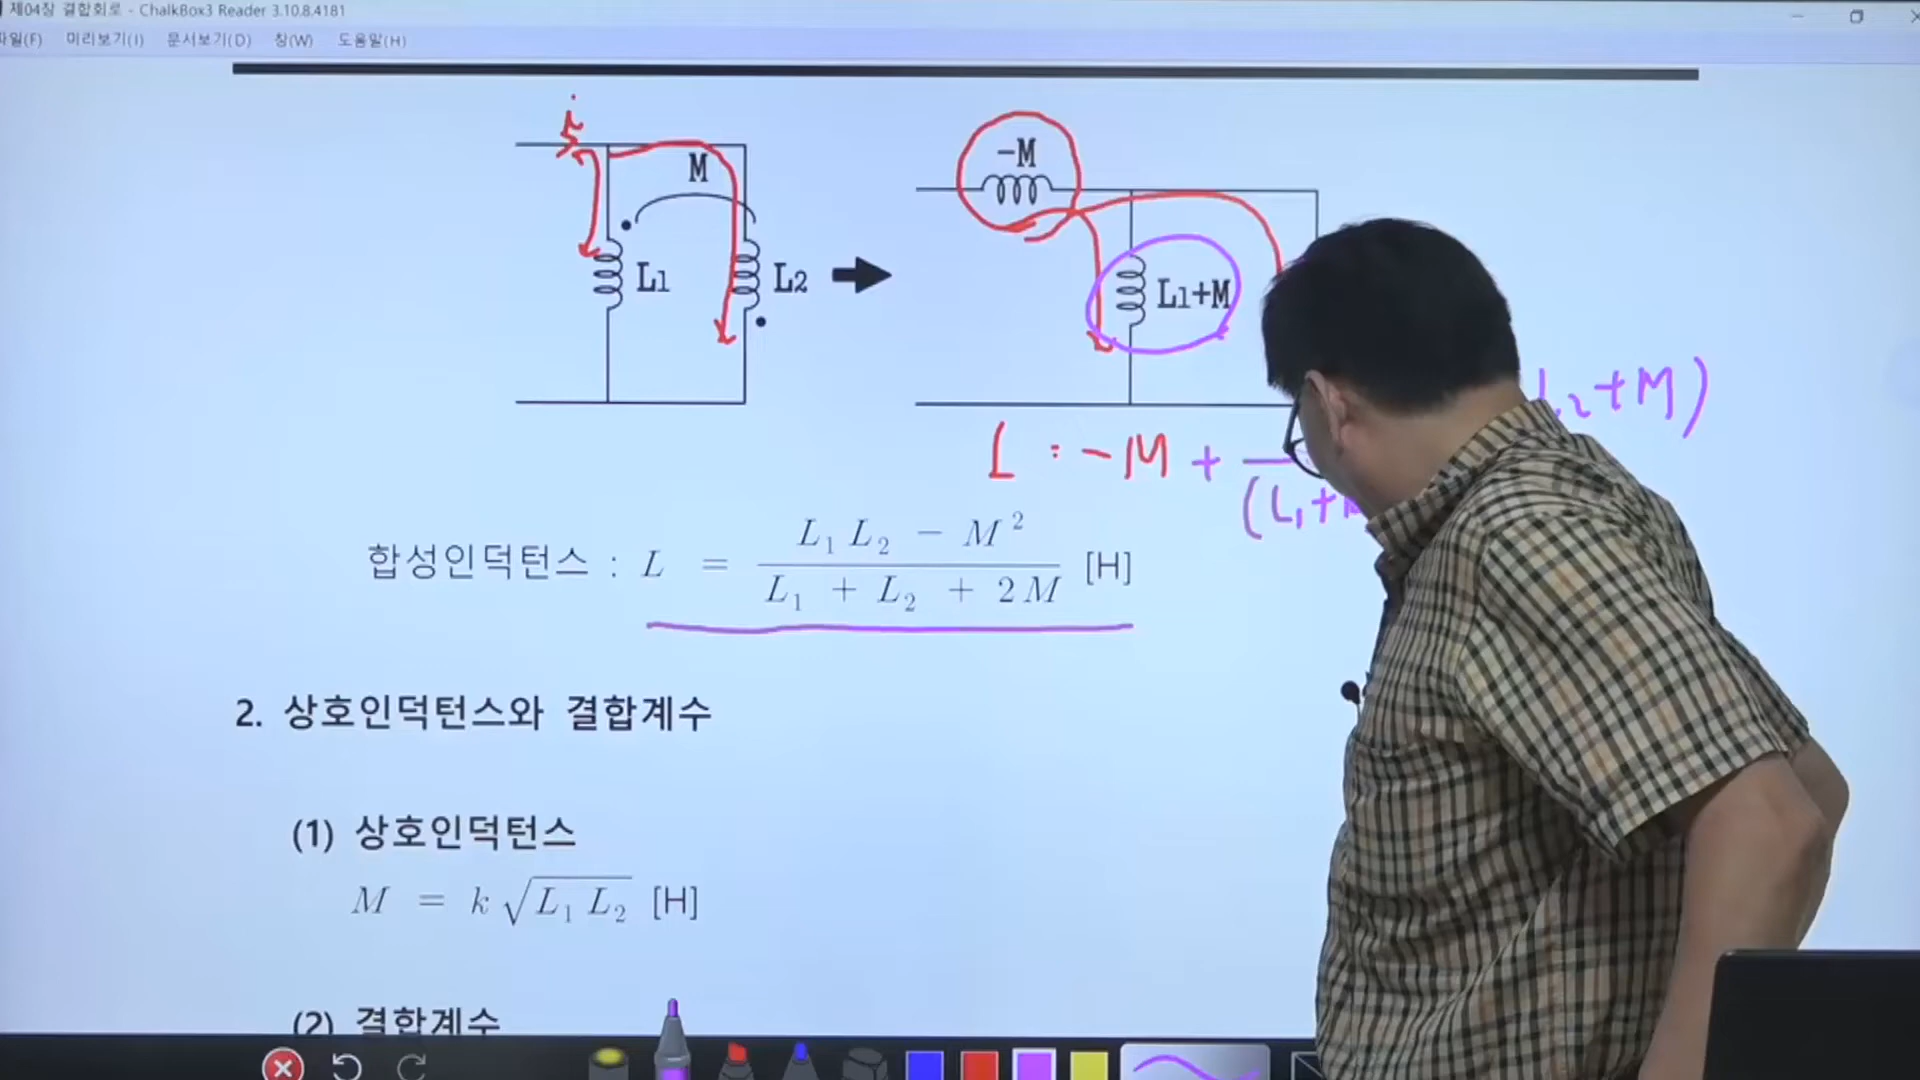 제04장 결합회로 - ChalkBox3 Reader 3.10.8.4181
파일(F) 미리보기(I) 문서보기(D) 창(W) 도움말(H)
i
M
L1
L2
-M
L1+M
L2+M)
L : -M +
(L1+
합성인덕턴스 : L = L1 L2 - M² / L1 + L2 + 2M [H]
2. 상호인덕턴스와 결합계수
(1) 상호인덕턴스
M = k √L1 L2 [H]
(2) 결합계수